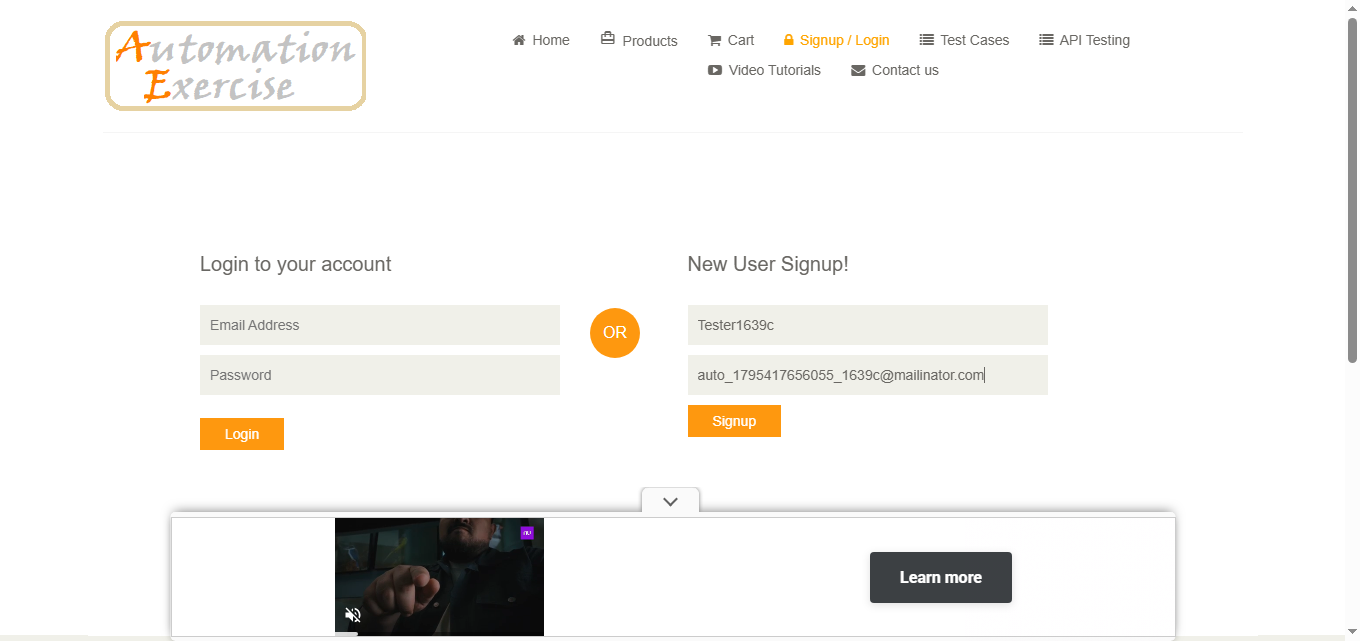 Automation
Exercise
Home
Products
Cart
Signup / Login
Test Cases
API Testing
Video Tutorials
Contact us
Login to your account
Email Address
Password
Login
OR
New User Signup!
Tester1639c
auto_1795417656055_1639c@mailinator.com
Signup
nu
Learn more